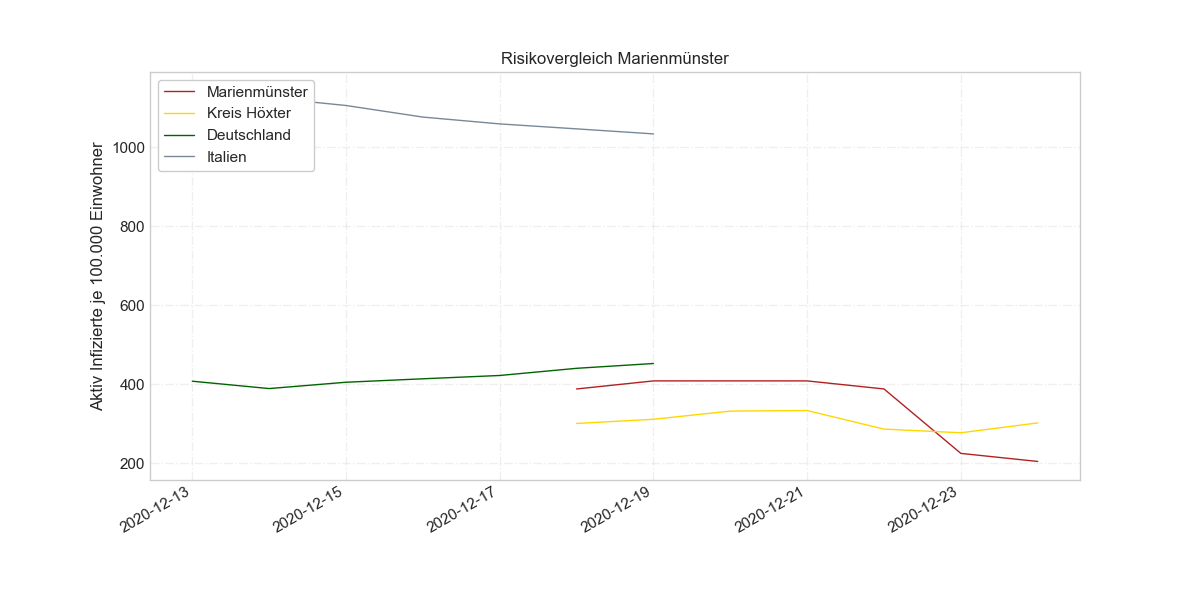 Risikovergleich Marienmünster
Marienmünster
Kreis Höxter
Deutschland
Italien
Aktiv Infizierte je 100.000 Einwohner
1000
800
600
400
200
2020-12-13
2020-12-15
2020-12-17
2020-12-19
2020-12-21
2020-12-23